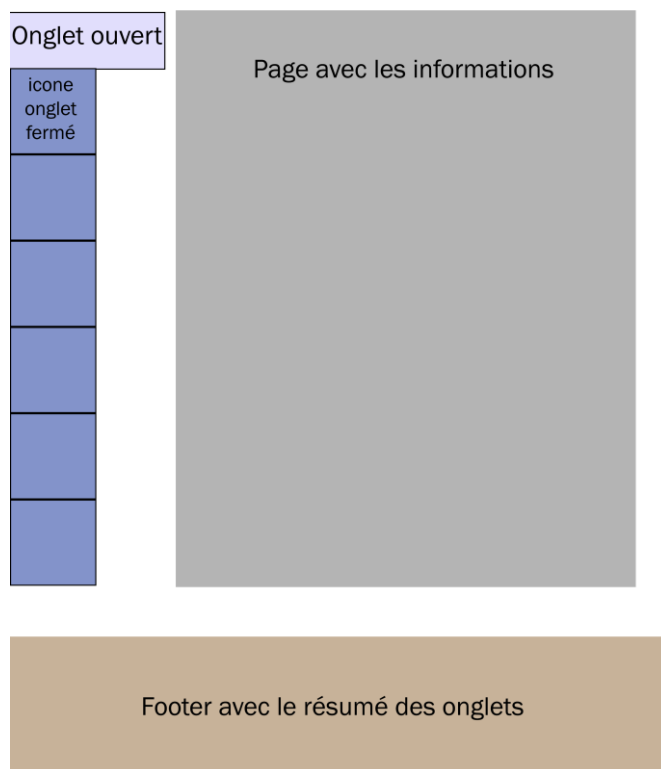 Onglet ouvert
Page avec les informations
icone
onglet
fermé
Footer avec le résumé des onglets